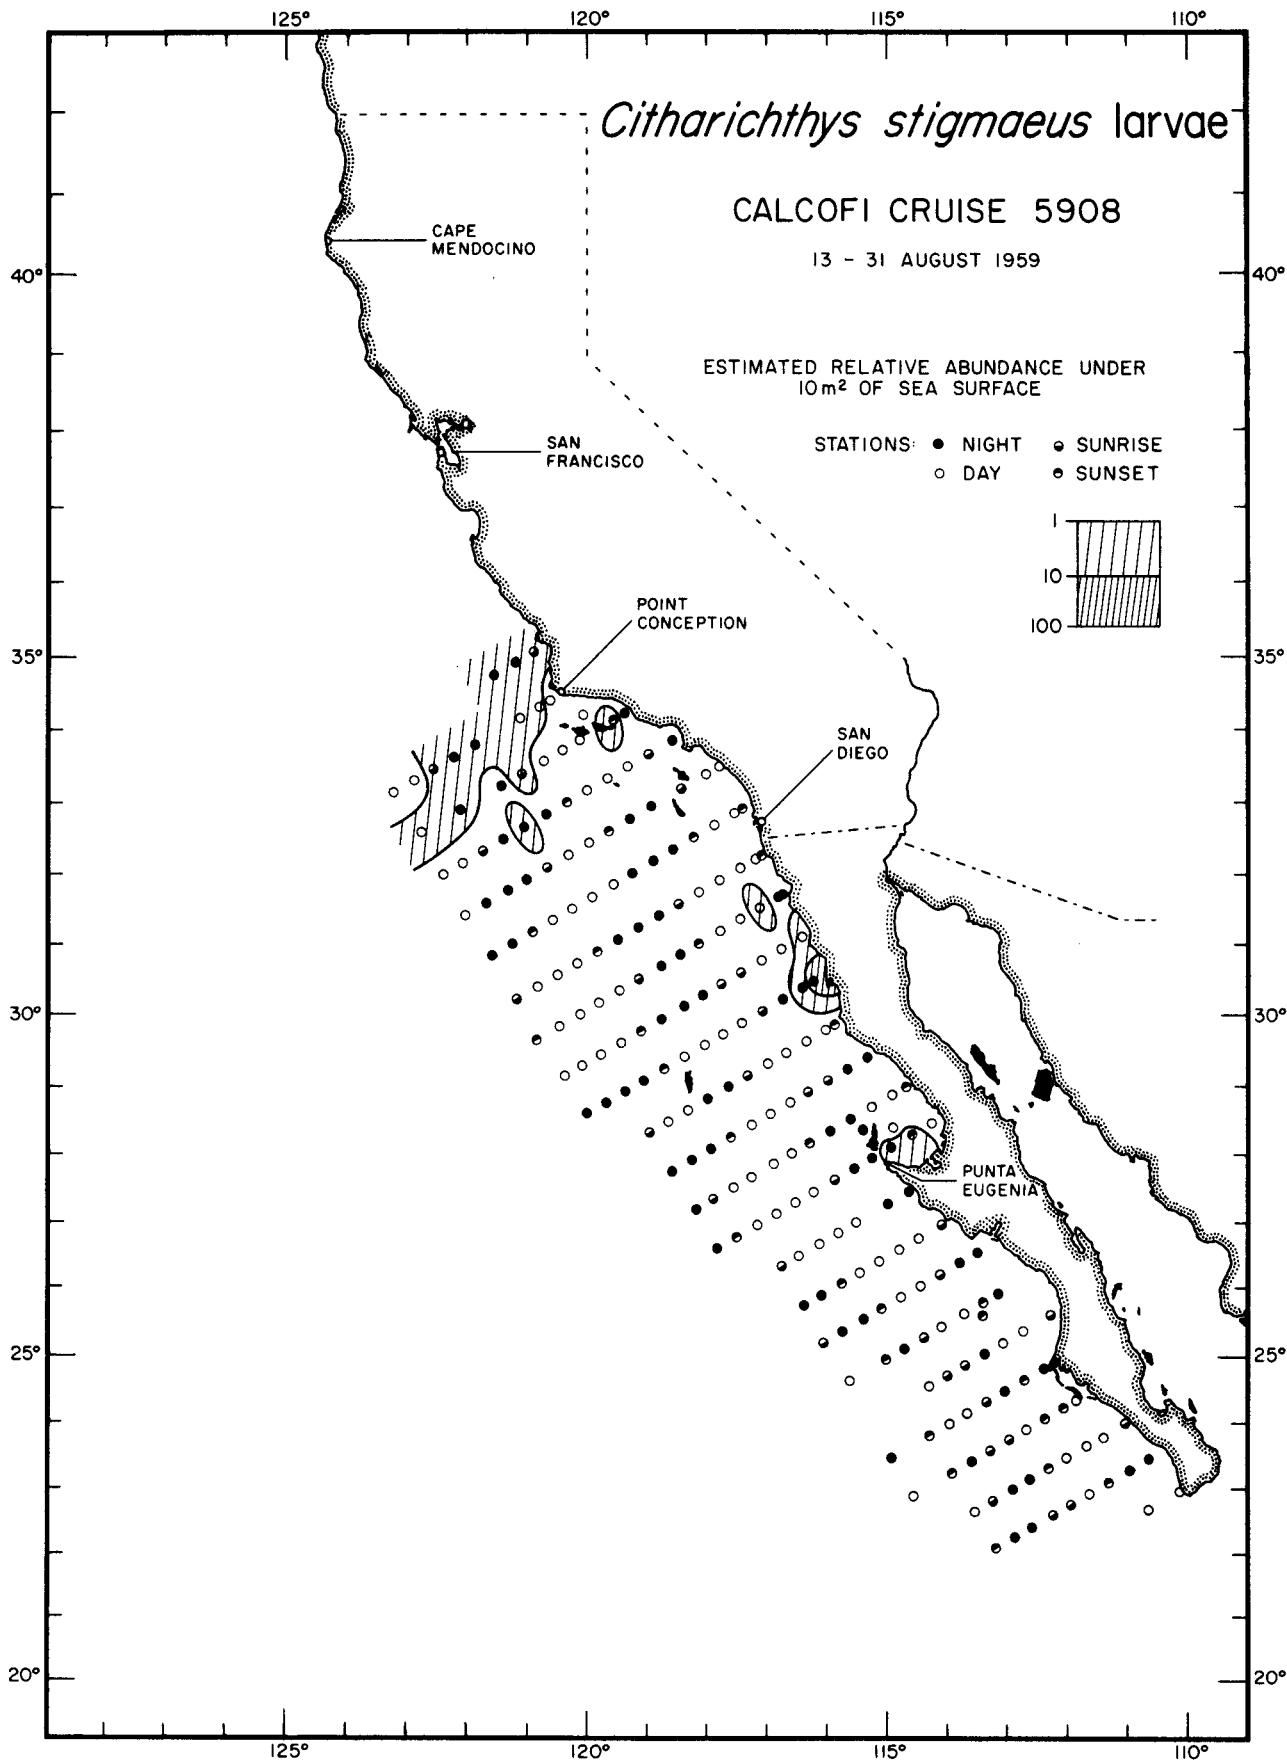 125° 120° 115° 110°
Citharichthys stigmaeus larvae
CALCOFI CRUISE 5908
13 - 31 AUGUST 1959
CAPE
MENDOCINO
40° 40°
ESTIMATED RELATIVE ABUNDANCE UNDER
10m² OF SEA SURFACE
STATIONS: NIGHT SUNRISE
DAY SUNSET
SAN
FRANCISCO
1
10
100
POINT
CONCEPTION
35° 35°
SAN
DIEGO
30° 30°
PUNTA
EUGENIA
25° 25°
20° 20°
125° 120° 115° 110°